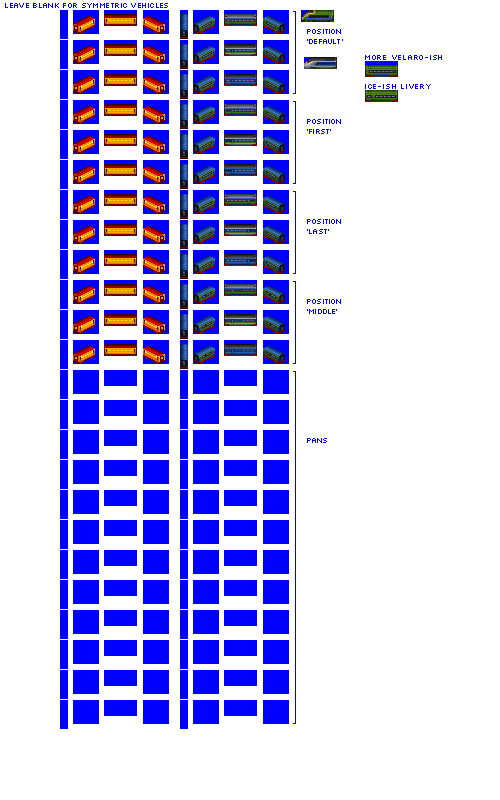 LEAVE BLANK FOR SYMMETRIC VEHICLES
POSITION
'DEFAULT'
MORE VELARO-ISH
ICE-ISH LIVERY
POSITION
'FIRST'
POSITION
'LAST'
POSITION
'MIDDLE'
PANS